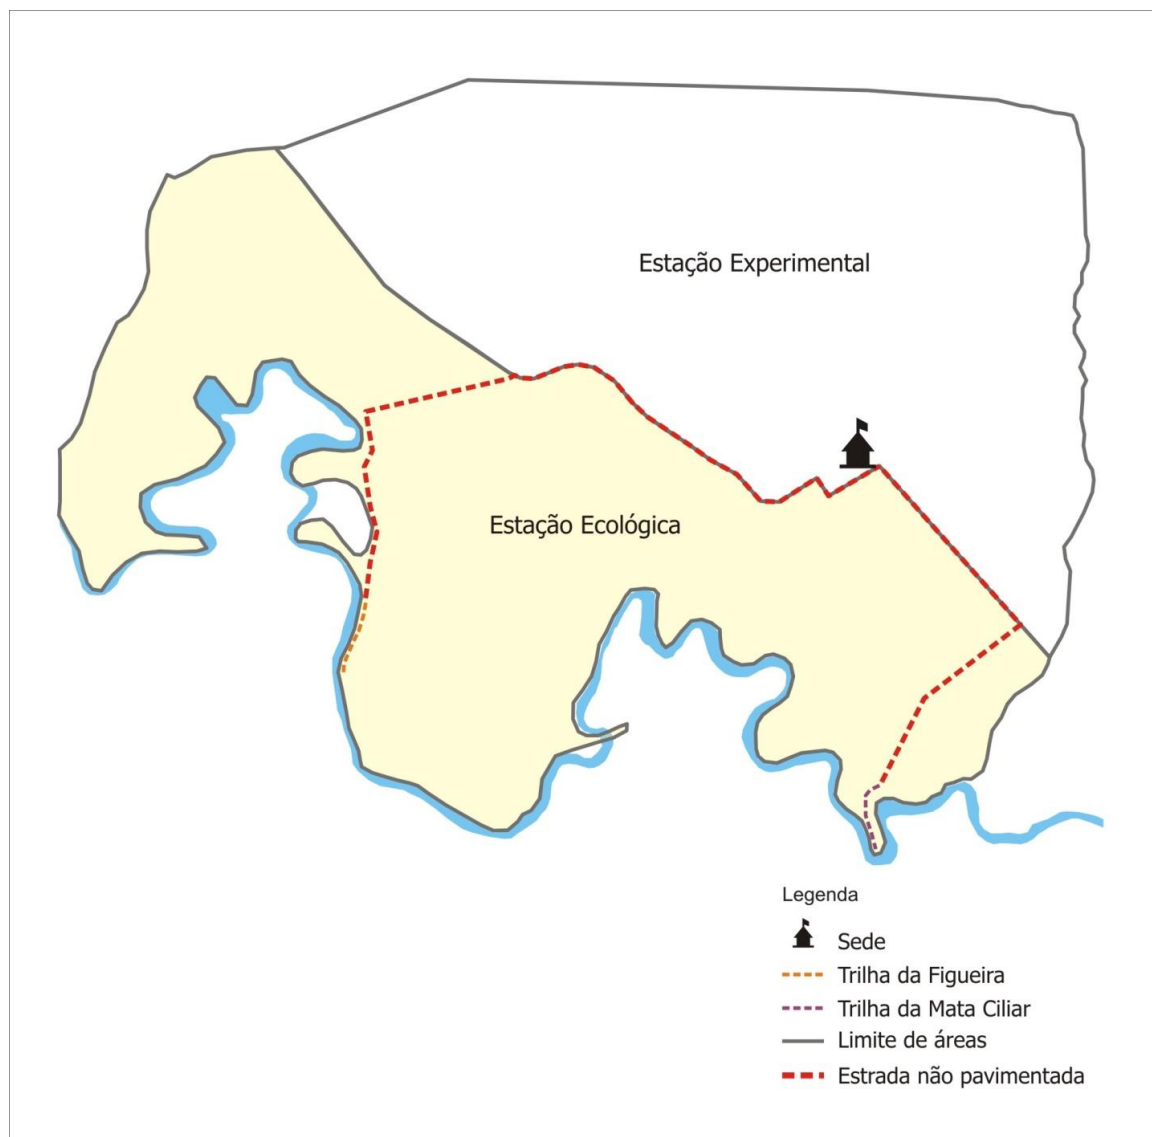 Estação Experimental
Estação Ecológica
Legenda
Sede
Trilha da Figueira
Trilha da Mata Ciliar
Limite de áreas
Estrada não pavimentada